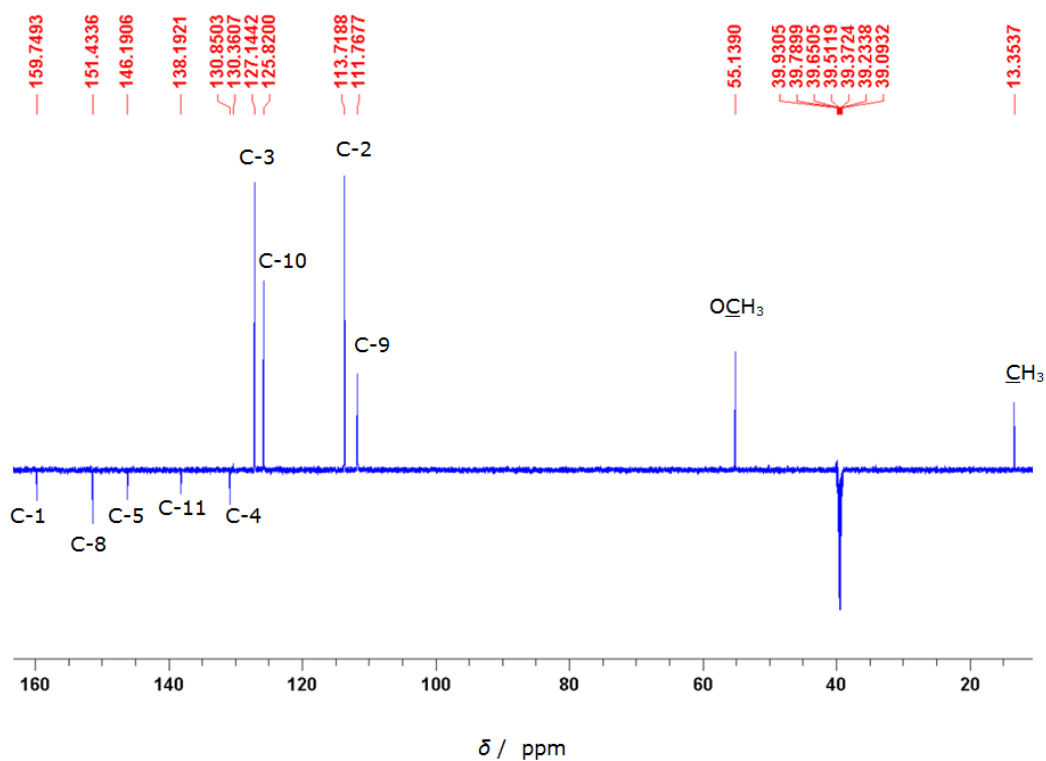 159.7493
151.4336
146.1906
138.1921
130.8503
130.3607
127.1442
125.8200
113.7188
111.7677
55.1390
39.9305
39.7899
39.6505
39.5119
39.3724
39.2338
39.0932
13.3537
C-3
C-2
C-10
OCH₃
C-9
CH₃
C-1
C-8
C-5
C-11
C-4
160 140 120 100 80 60 40 20
δ / ppm